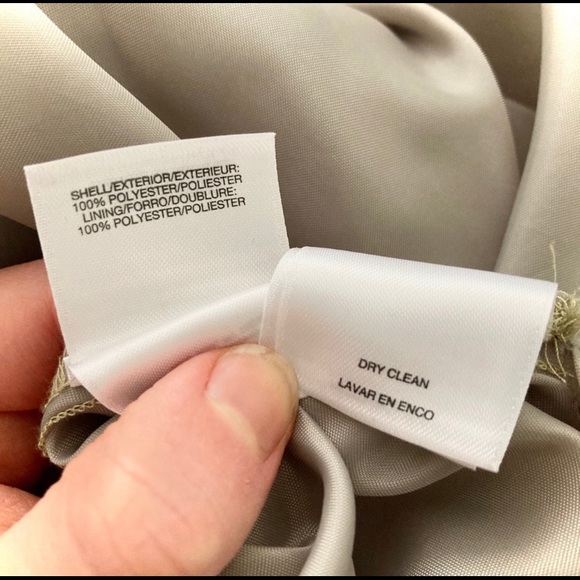 SHELL/EXTERIOR/EXTERIEUR:
100% POLYESTER/POLIESTER
LINING/FORRO/DOUBLURE:
100% POLYESTER/POLIESTER
DRY CLEAN
LAVAR EN ENCO